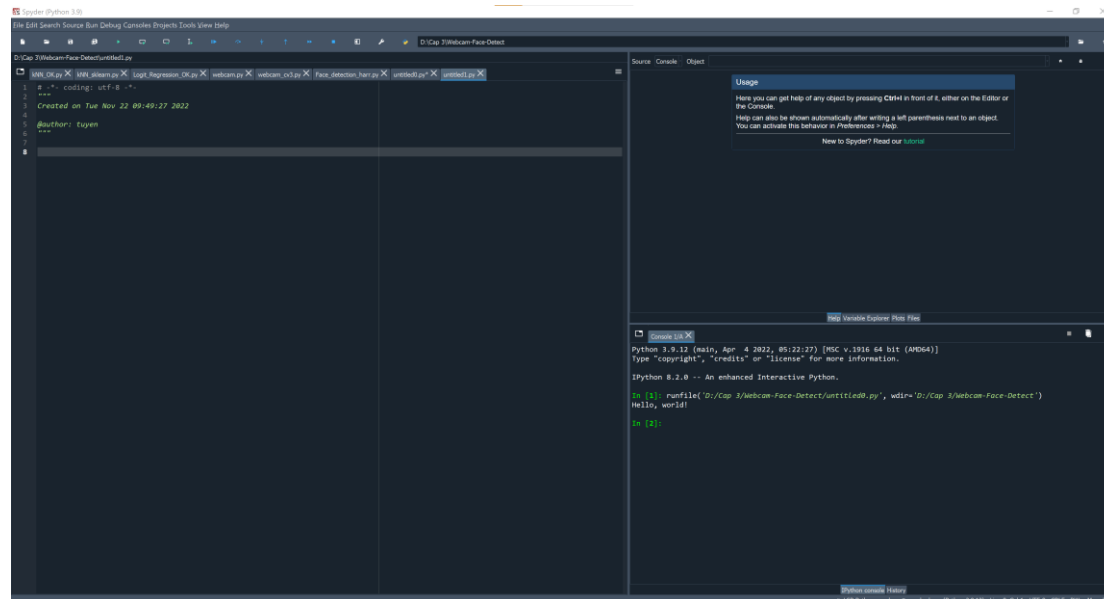 Spyder (Python 3.9)
File Edit Search Source Run Debug Consoles Projects Tools View Help
D:\Cap 3\Webcam-Face-Detect
D:\Cap 3\Webcam-Face-Detect\untitled1.py
kNN_OK.py X kNN_sklearn.py X Logit_Regression_OK.py X webcam.py X webcam_cv3.py X Face_detection_harr.py X untitled0.py* X untitled1.py X
1 # -*- coding: utf-8 -*-
2 """
3 Created on Tue Nov 22 09:49:27 2022
4
5 @author: tuyen
6 """
7
8
Source Console Object
Usage
Here you can get help of any object by pressing Ctrl+I in front of it, either on the Editor or
the Console.
Help can also be shown automatically after writing a left parenthesis next to an object.
You can activate this behavior in Preferences > Help.
New to Spyder? Read our tutorial
Help Variable Explorer Plots Files
Console 1/A X
Python 3.9.12 (main, Apr  4 2022, 05:22:27) [MSC v.1916 64 bit (AMD64)]
Type "copyright", "credits" or "license" for more information.
IPython 8.2.0 -- An enhanced Interactive Python.
In [1]: runfile('D:/Cap 3/Webcam-Face-Detect/untitled0.py', wdir='D:/Cap 3/Webcam-Face-Detect')
Hello, world!
In [2]:
IPython console History